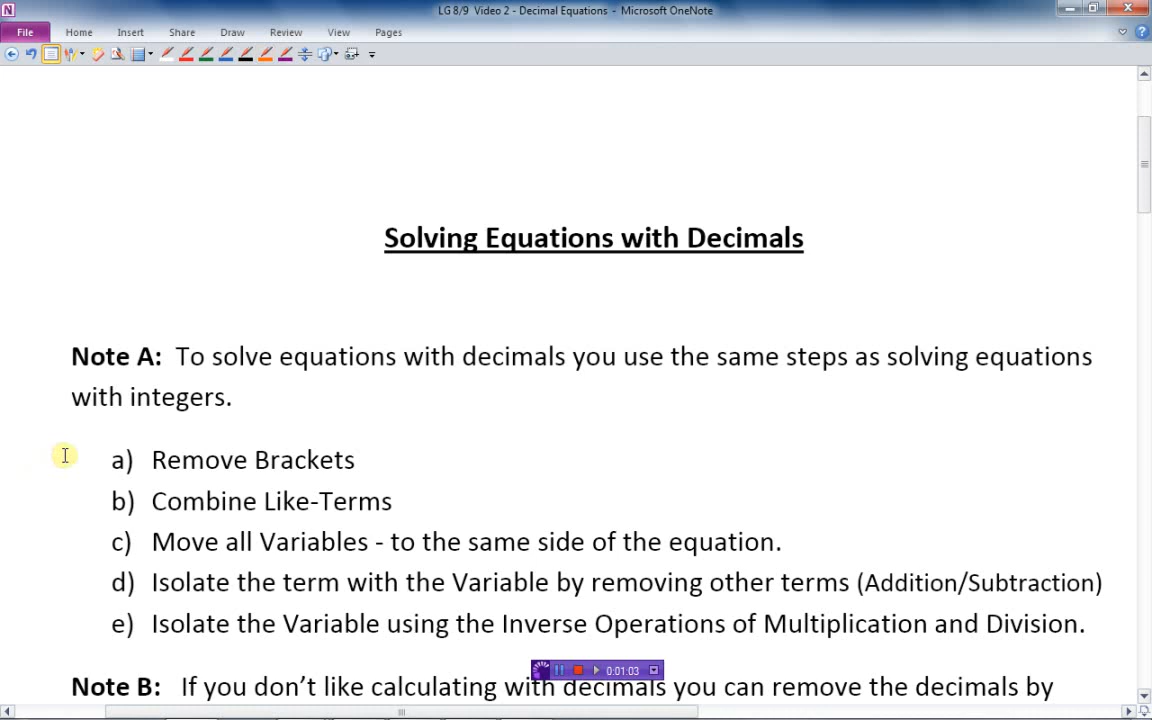 LG 8/9 Video 2 - Decimal Equations - Microsoft OneNote
File Home Insert Share Draw Review View Pages
Solving Equations with Decimals
Note A: To solve equations with decimals you use the same steps as solving equations
with integers.
a) Remove Brackets
b) Combine Like-Terms
c) Move all Variables - to the same side of the equation.
d) Isolate the term with the Variable by removing other terms (Addition/Subtraction)
e) Isolate the Variable using the Inverse Operations of Multiplication and Division.
0:01:03
Note B: If you don't like calculating with decimals you can remove the decimals by